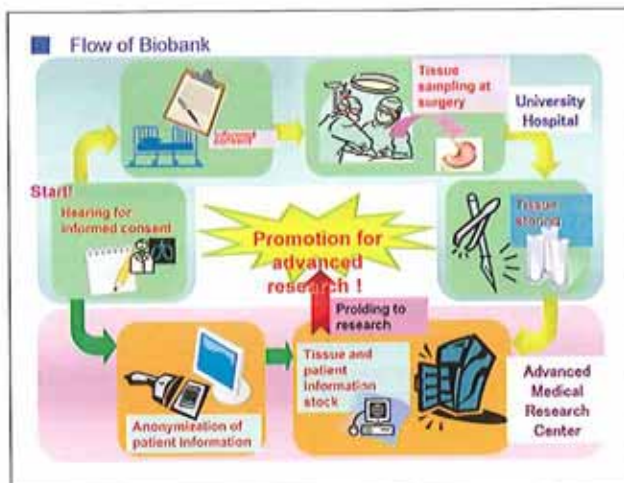 Flow of Biobank
Informed
consent
Tissue
sampling at
surgery
University
Hospital
Start!
Hearing for
informed consent
Tissue
storing
Promotion for
advanced
research !
Prolding to
research
Anonymization of
patient information
Tissue and
patient
information
stock
Advanced
Medical
Research
Center